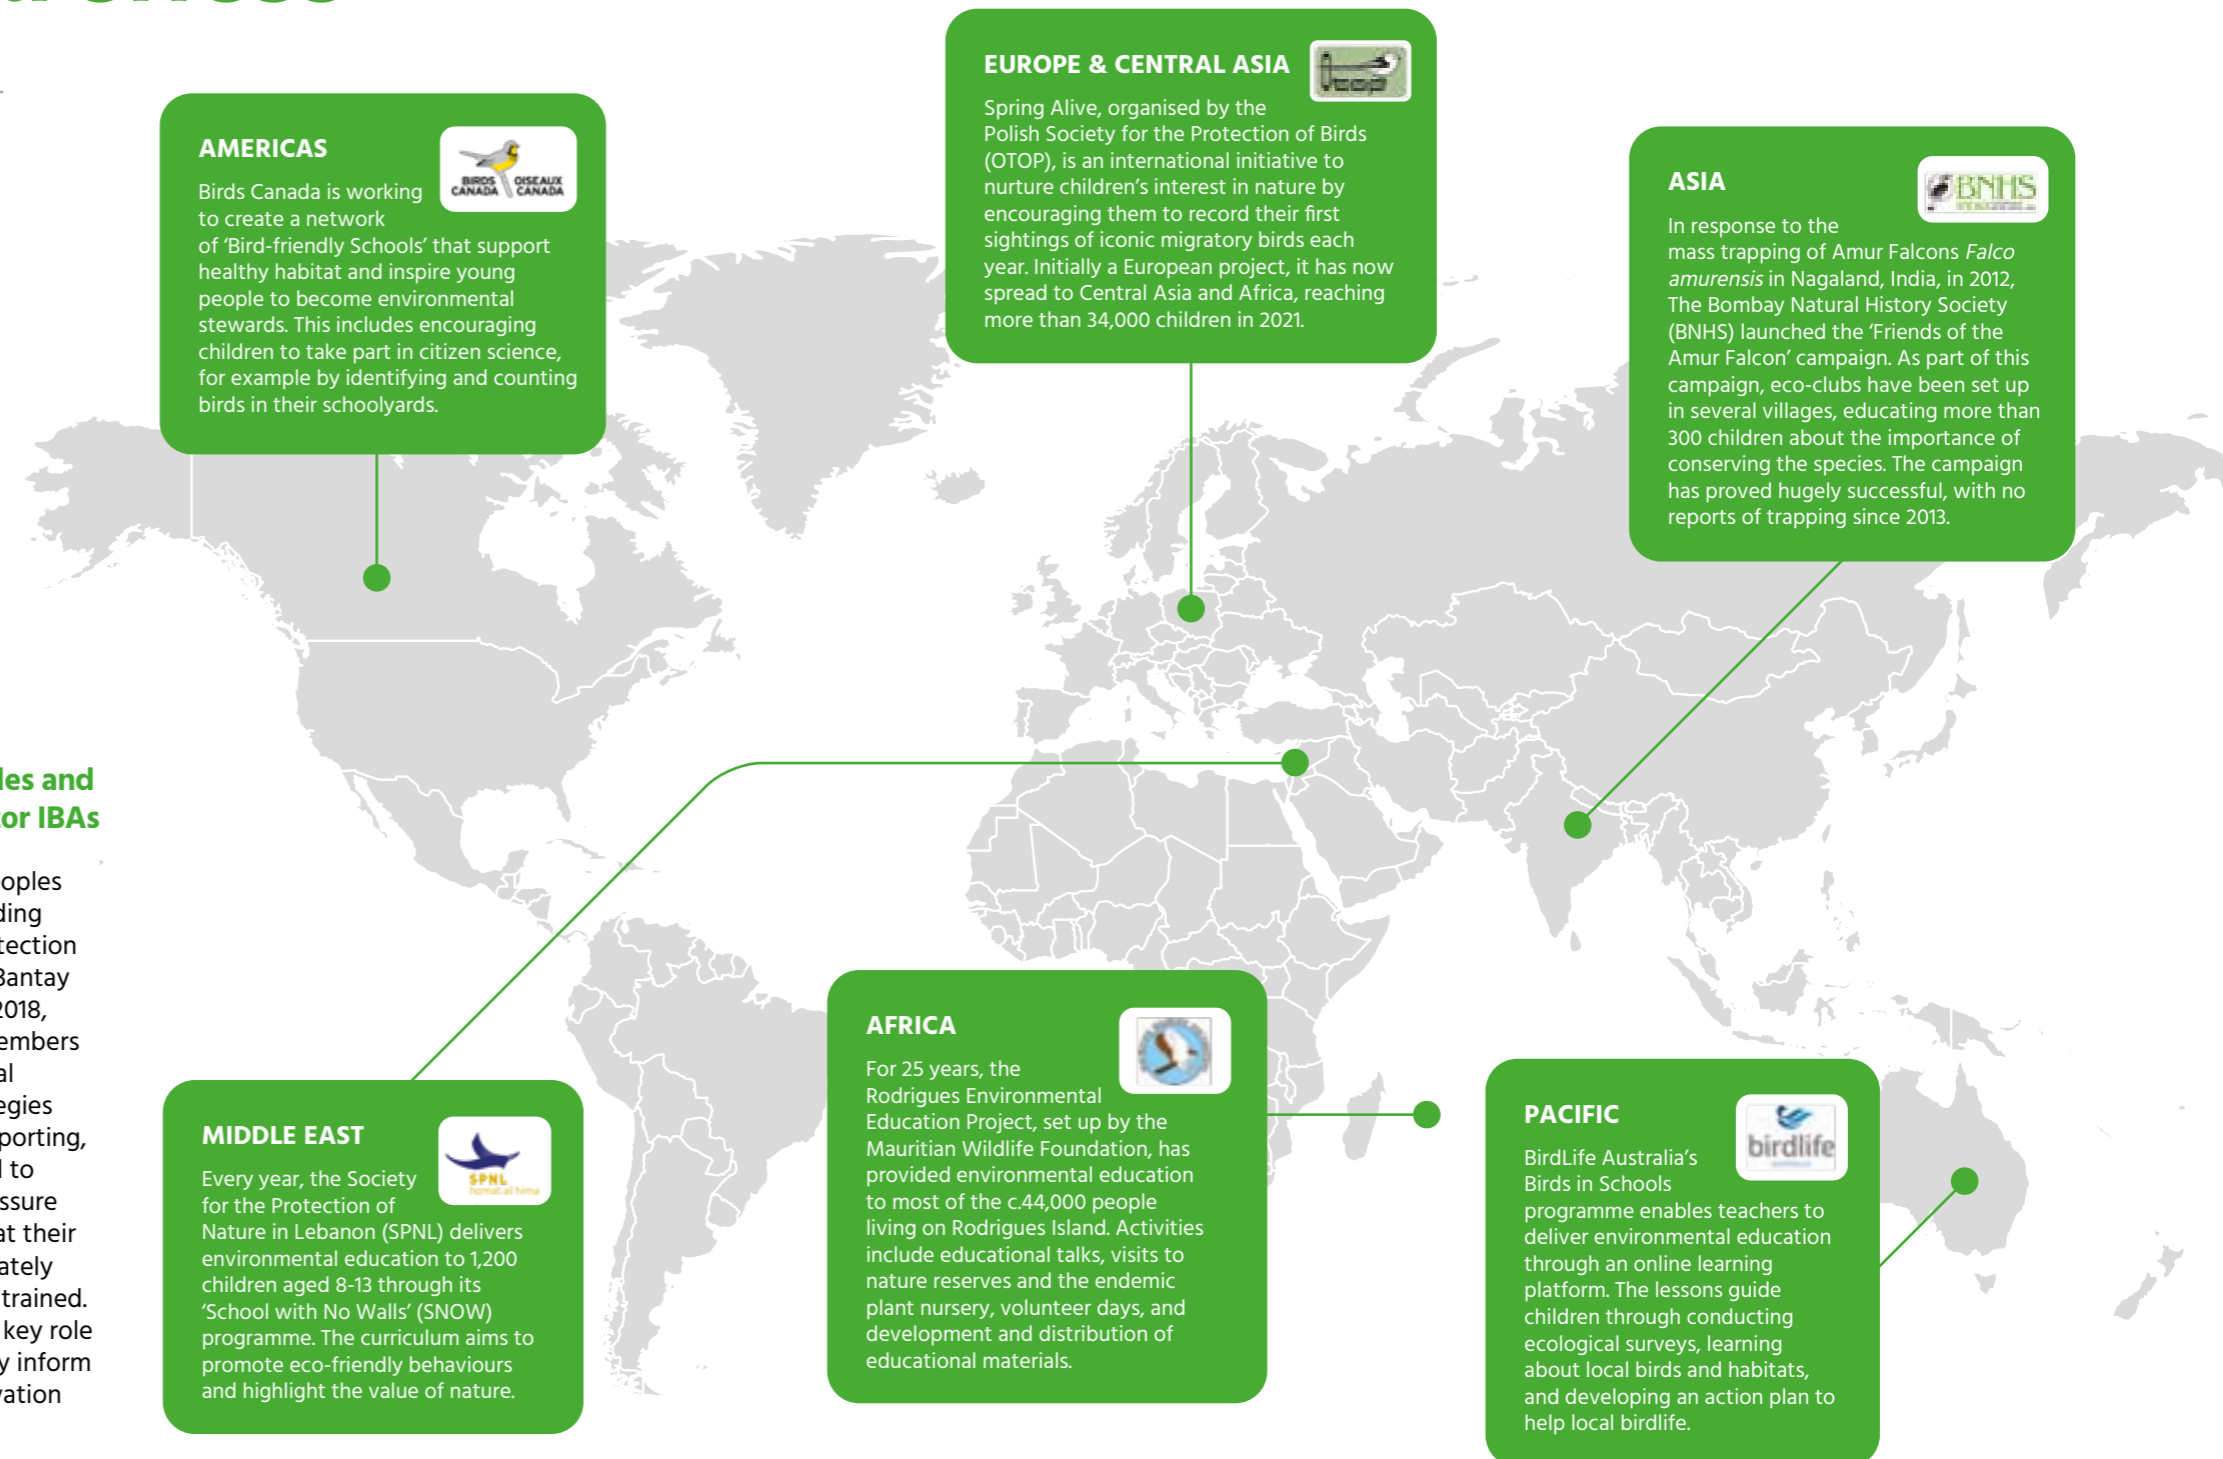 AMERICAS
BIRDS CANADA
OISEAUX CANADA
Birds Canada is working
to create a network
of ‘Bird-friendly Schools’ that support
healthy habitat and inspire young
people to become environmental
stewards. This includes encouraging
children to take part in citizen science,
for example by identifying and counting
birds in their schoolyards.
EUROPE & CENTRAL ASIA
otop
Spring Alive, organised by the
Polish Society for the Protection of Birds
(OTOP), is an international initiative to
nurture children’s interest in nature by
encouraging them to record their first
sightings of iconic migratory birds each
year. Initially a European project, it has now
spread to Central Asia and Africa, reaching
more than 34,000 children in 2021.
ASIA
BNHS
In response to the
mass trapping of Amur Falcons Falco
amurensis in Nagaland, India, in 2012,
The Bombay Natural History Society
(BNHS) launched the ‘Friends of the
Amur Falcon’ campaign. As part of this
campaign, eco-clubs have been set up
in several villages, educating more than
300 children about the importance of
conserving the species. The campaign
has proved hugely successful, with no
reports of trapping since 2013.
les and
tor IBAs
oples
ding
tection
Bantay
2018,
embers
al
egies
porting,
l to
ssure
at their
ately
trained.
key role
y inform
vation
MIDDLE EAST
SPNL
homat al hima
Every year, the Society
for the Protection of
Nature in Lebanon (SPNL) delivers
environmental education to 1,200
children aged 8-13 through its
‘School with No Walls’ (SNOW)
programme. The curriculum aims to
promote eco-friendly behaviours
and highlight the value of nature.
AFRICA
For 25 years, the
Rodrigues Environmental
Education Project, set up by the
Mauritian Wildlife Foundation, has
provided environmental education
to most of the c.44,000 people
living on Rodrigues Island. Activities
include educational talks, visits to
nature reserves and the endemic
plant nursery, volunteer days, and
development and distribution of
educational materials.
PACIFIC
birdlife
BirdLife Australia’s
Birds in Schools
programme enables teachers to
deliver environmental education
through an online learning
platform. The lessons guide
children through conducting
ecological surveys, learning
about local birds and habitats,
and developing an action plan to
help local birdlife.